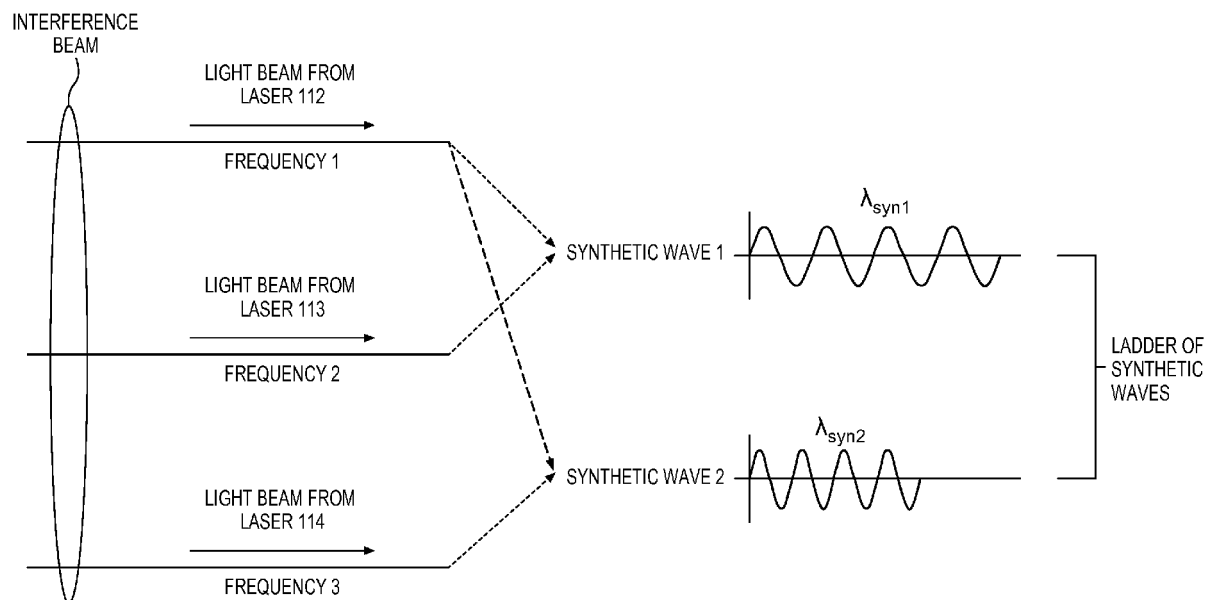 INTERFERENCE
BEAM
LIGHT BEAM FROM
LASER 112
FREQUENCY 1
LIGHT BEAM FROM
LASER 113
FREQUENCY 2
LIGHT BEAM FROM
LASER 114
FREQUENCY 3
SYNTHETIC WAVE 1
λsyn1
SYNTHETIC WAVE 2
λsyn2
LADDER OF
SYNTHETIC
WAVES